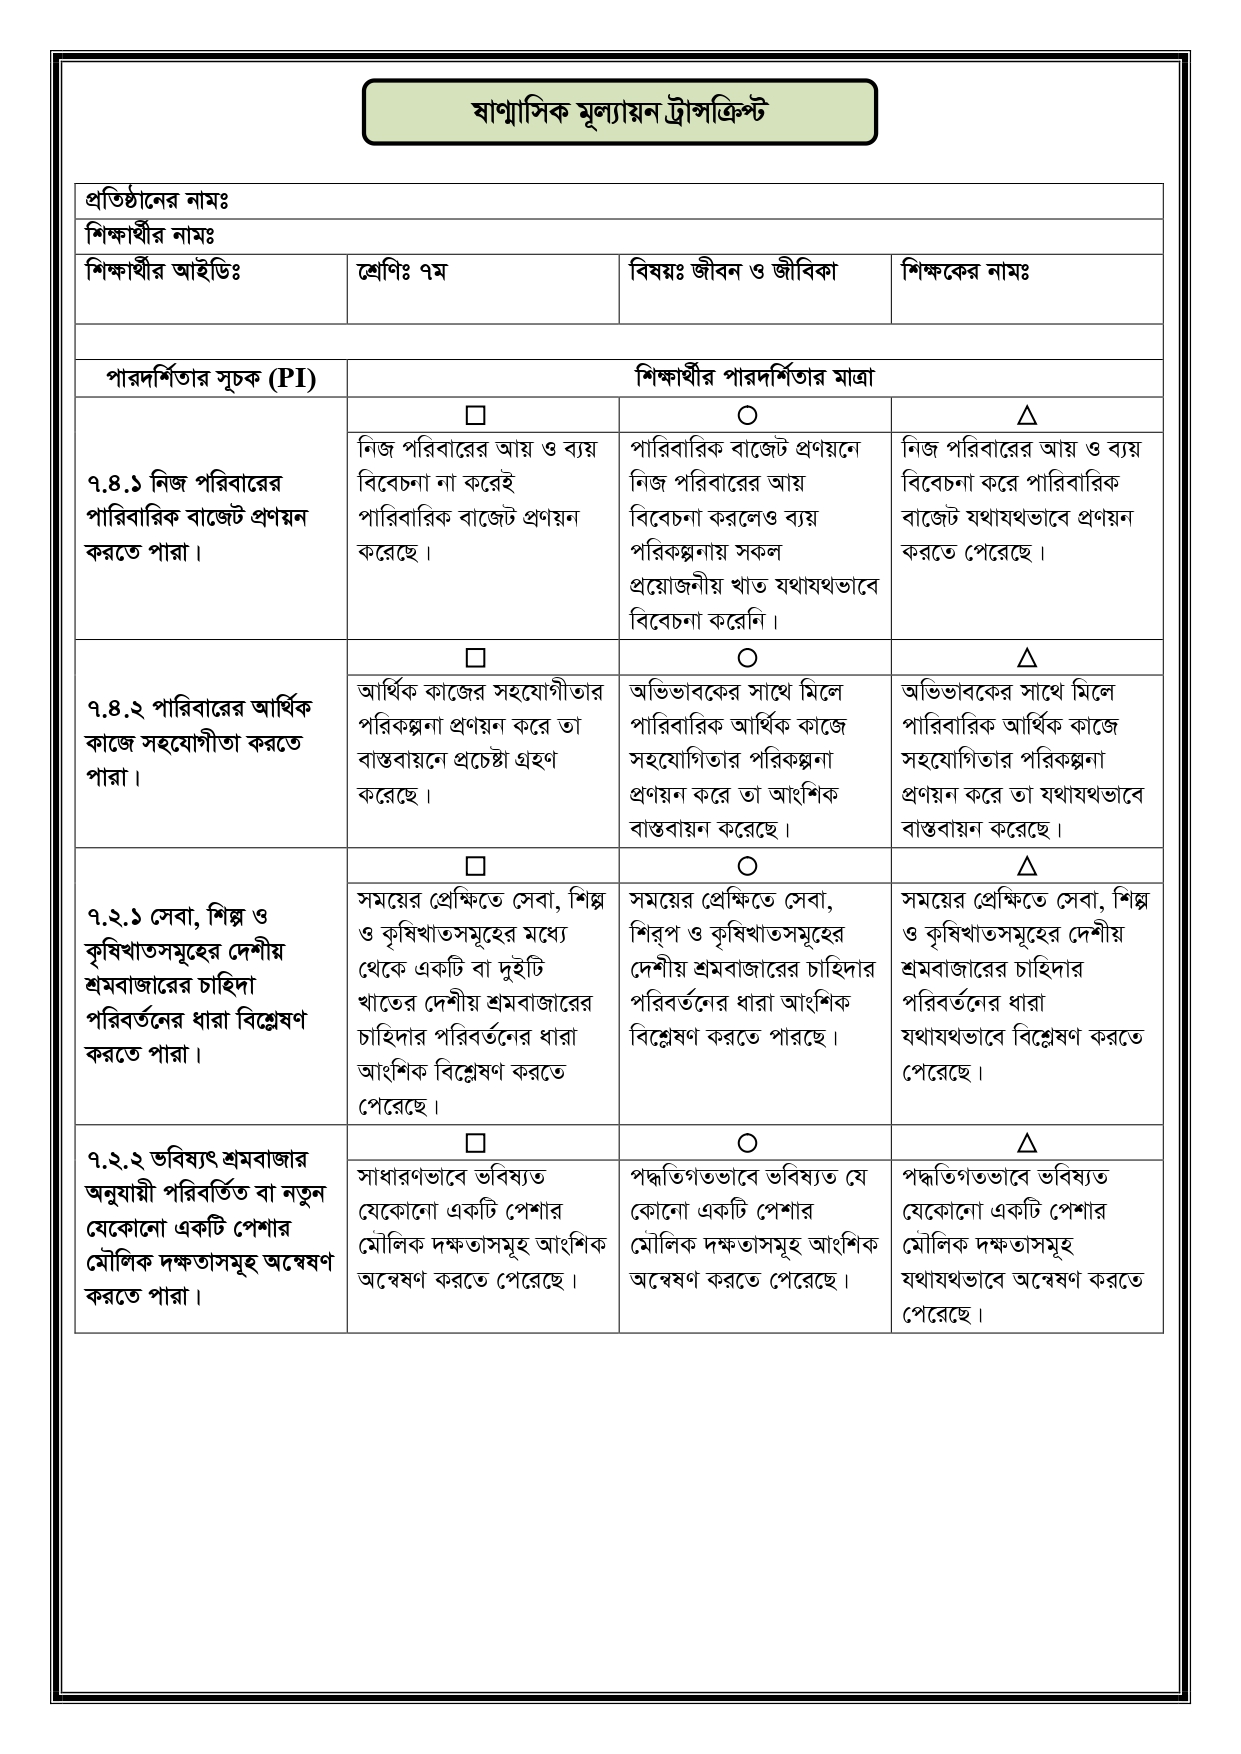 ষাণ্মাসিক মূল্যায়ন ট্রান্সক্রিপ্ট
প্রতিষ্ঠানের নামঃ
শিক্ষার্থীর নামঃ
শিক্ষার্থীর আইডিঃ শ্রেণিঃ ৭ম বিষয়ঃ জীবন ও জীবিকা শিক্ষকের নামঃ
পারদর্শিতার সূচক (PI) শিক্ষার্থীর পারদর্শিতার মাত্রা
৭.৪.১ নিজ পরিবারের
পারিবারিক বাজেট প্রণয়ন
করতে পারা।
□
নিজ পরিবারের আয় ও ব্যয়
বিবেচনা না করেই
পারিবারিক বাজেট প্রণয়ন
করেছে।
○
পারিবারিক বাজেট প্রণয়নে
নিজ পরিবারের আয়
বিবেচনা করলেও ব্যয়
পরিকল্পনায় সকল
প্রয়োজনীয় খাত যথাযথভাবে
বিবেচনা করেনি।
△
নিজ পরিবারের আয় ও ব্যয়
বিবেচনা করে পারিবারিক
বাজেট যথাযথভাবে প্রণয়ন
করতে পেরেছে।
৭.৪.২ পারিবারের আর্থিক
কাজে সহযোগীতা করতে
পারা।
□
আর্থিক কাজের সহযোগীতার
পরিকল্পনা প্রণয়ন করে তা
বাস্তবায়নে প্রচেষ্টা গ্রহণ
করেছে।
○
অভিভাবকের সাথে মিলে
পারিবারিক আর্থিক কাজে
সহযোগিতার পরিকল্পনা
প্রণয়ন করে তা আংশিক
বাস্তবায়ন করেছে।
△
অভিভাবকের সাথে মিলে
পারিবারিক আর্থিক কাজে
সহযোগিতার পরিকল্পনা
প্রণয়ন করে তা যথাযথভাবে
বাস্তবায়ন করেছে।
৭.২.১ সেবা, শিল্প ও
কৃষিখাতসমূহের দেশীয়
শ্রমবাজারের চাহিদা
পরিবর্তনের ধারা বিশ্লেষণ
করতে পারা।
□
সময়ের প্রেক্ষিতে সেবা, শিল্প
ও কৃষিখাতসমূহের মধ্যে
থেকে একটি বা দুইটি
খাতের দেশীয় শ্রমবাজারের
চাহিদার পরিবর্তনের ধারা
আংশিক বিশ্লেষণ করতে
পেরেছে।
○
সময়ের প্রেক্ষিতে সেবা,
শির্‌প ও কৃষিখাতসমূহের
দেশীয় শ্রমবাজারের চাহিদার
পরিবর্তনের ধারা আংশিক
বিশ্লেষণ করতে পারছে।
△
সময়ের প্রেক্ষিতে সেবা, শিল্প
ও কৃষিখাতসমূহের দেশীয়
শ্রমবাজারের চাহিদার
পরিবর্তনের ধারা
যথাযথভাবে বিশ্লেষণ করতে
পেরেছে।
৭.২.২ ভবিষ্যৎ শ্রমবাজার
অনুযায়ী পরিবর্তিত বা নতুন
যেকোনো একটি পেশার
মৌলিক দক্ষতাসমূহ অন্বেষণ
করতে পারা।
□
সাধারণভাবে ভবিষ্যত
যেকোনো একটি পেশার
মৌলিক দক্ষতাসমূহ আংশিক
অন্বেষণ করতে পেরেছে।
○
পদ্ধতিগতভাবে ভবিষ্যত যে
কোনো একটি পেশার
মৌলিক দক্ষতাসমূহ আংশিক
অন্বেষণ করতে পেরেছে।
△
পদ্ধতিগতভাবে ভবিষ্যত
যেকোনো একটি পেশার
মৌলিক দক্ষতাসমূহ
যথাযথভাবে অন্বেষণ করতে
পেরেছে।